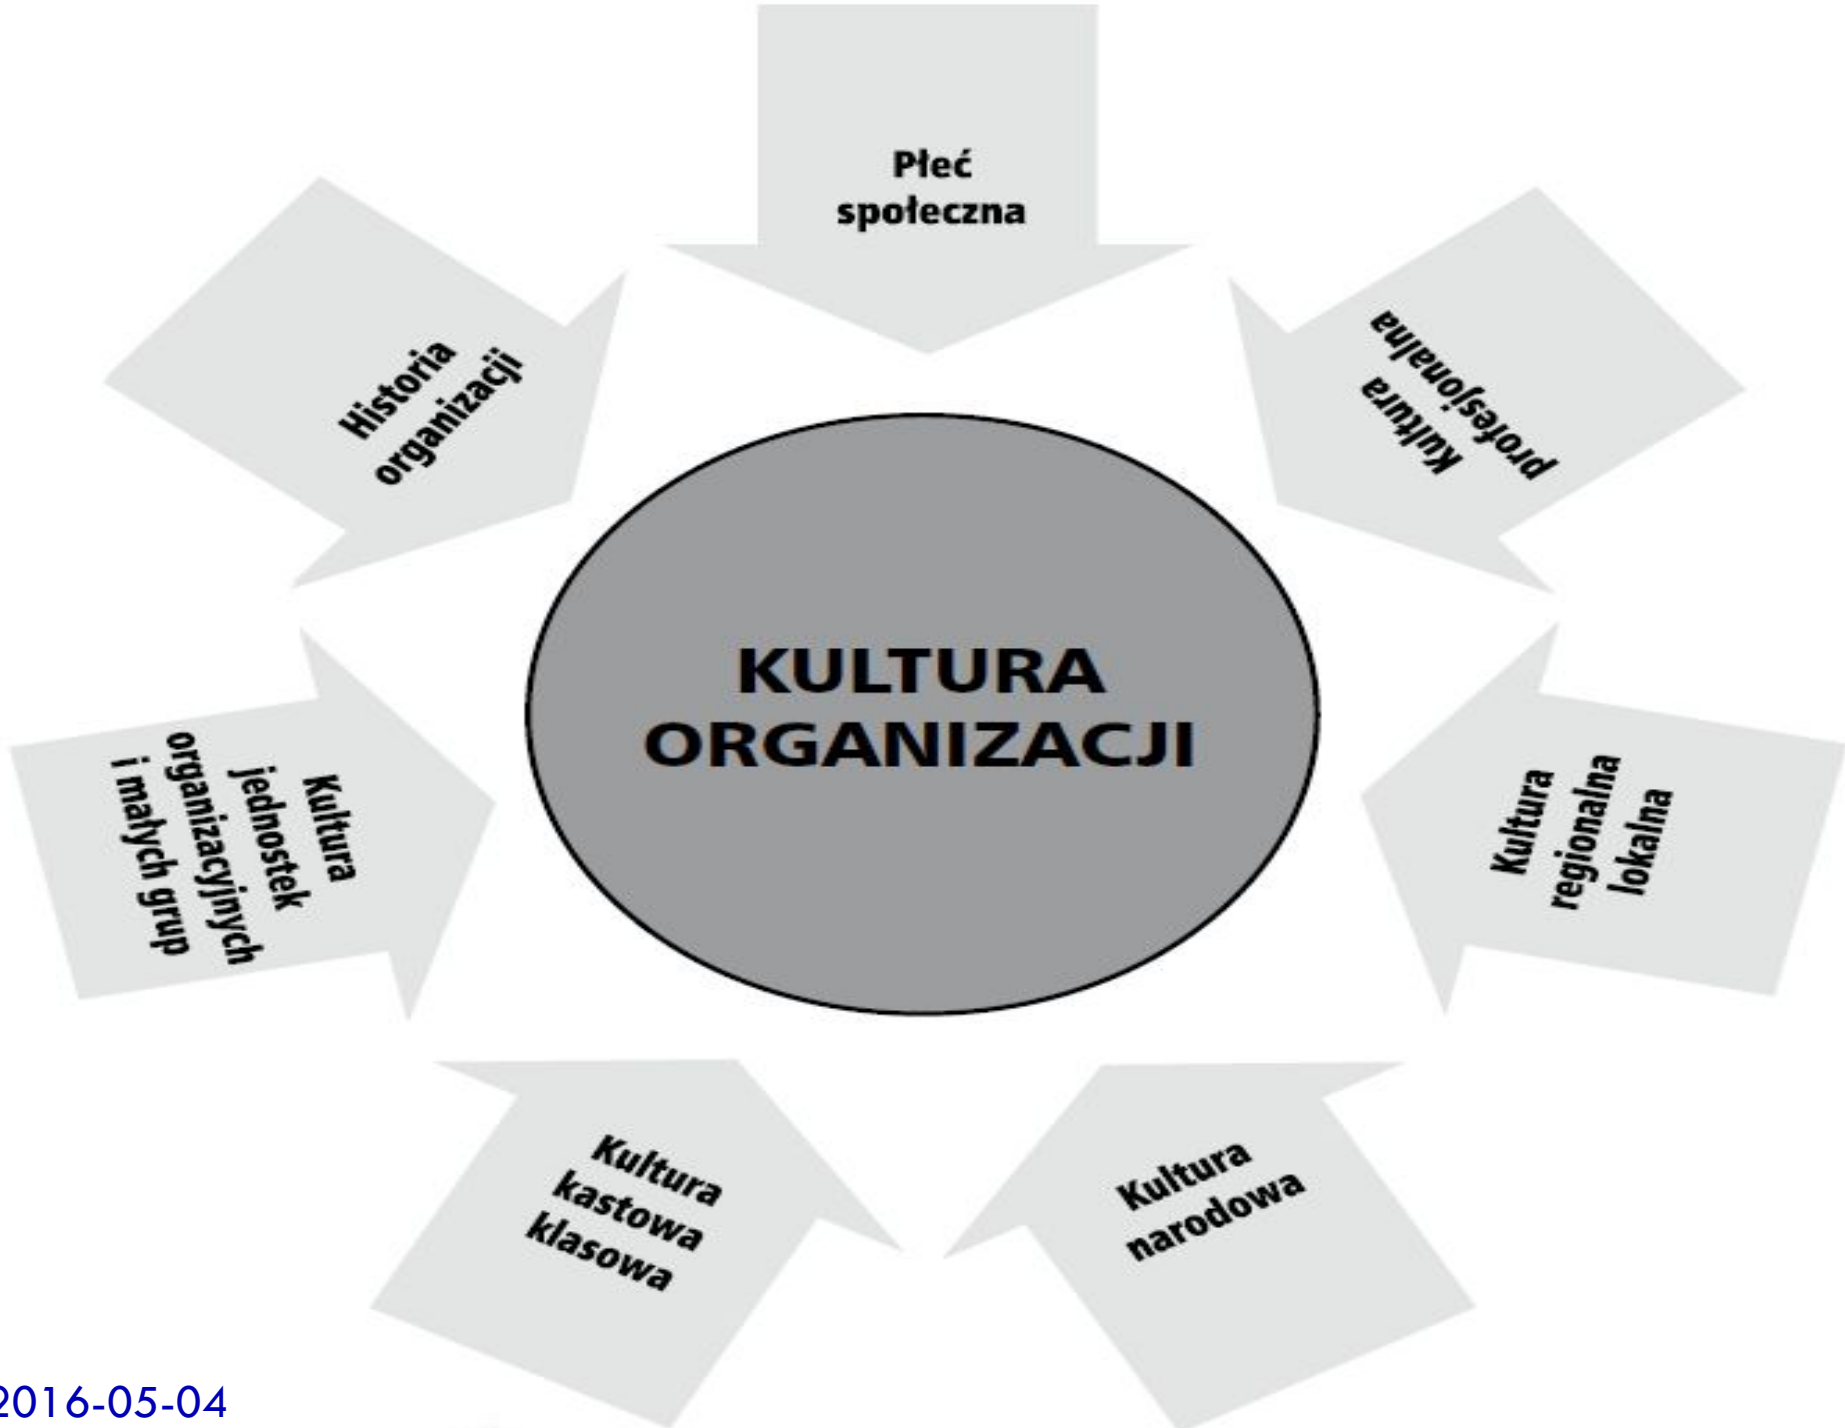 Płeć
społeczna
Kultura
profesjonalna
Kultura
regionalna
lokalna
Kultura
narodowa
Kultura
kastowa
klasowa
Kultura
jednostek
organizacyjnych
i małych grup
Historia
organizacji
KULTURA
ORGANIZACJI
2016-05-04